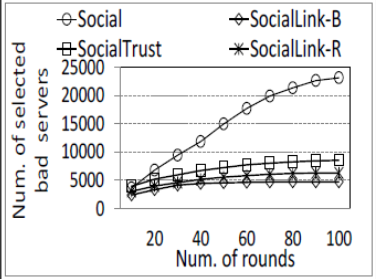 Social
SocialLink-B
SocialTrust
SocialLink-R
Num. of selected
bad servers
25000
20000
15000
10000
5000
0
20 40 60 80 100
Num. of rounds